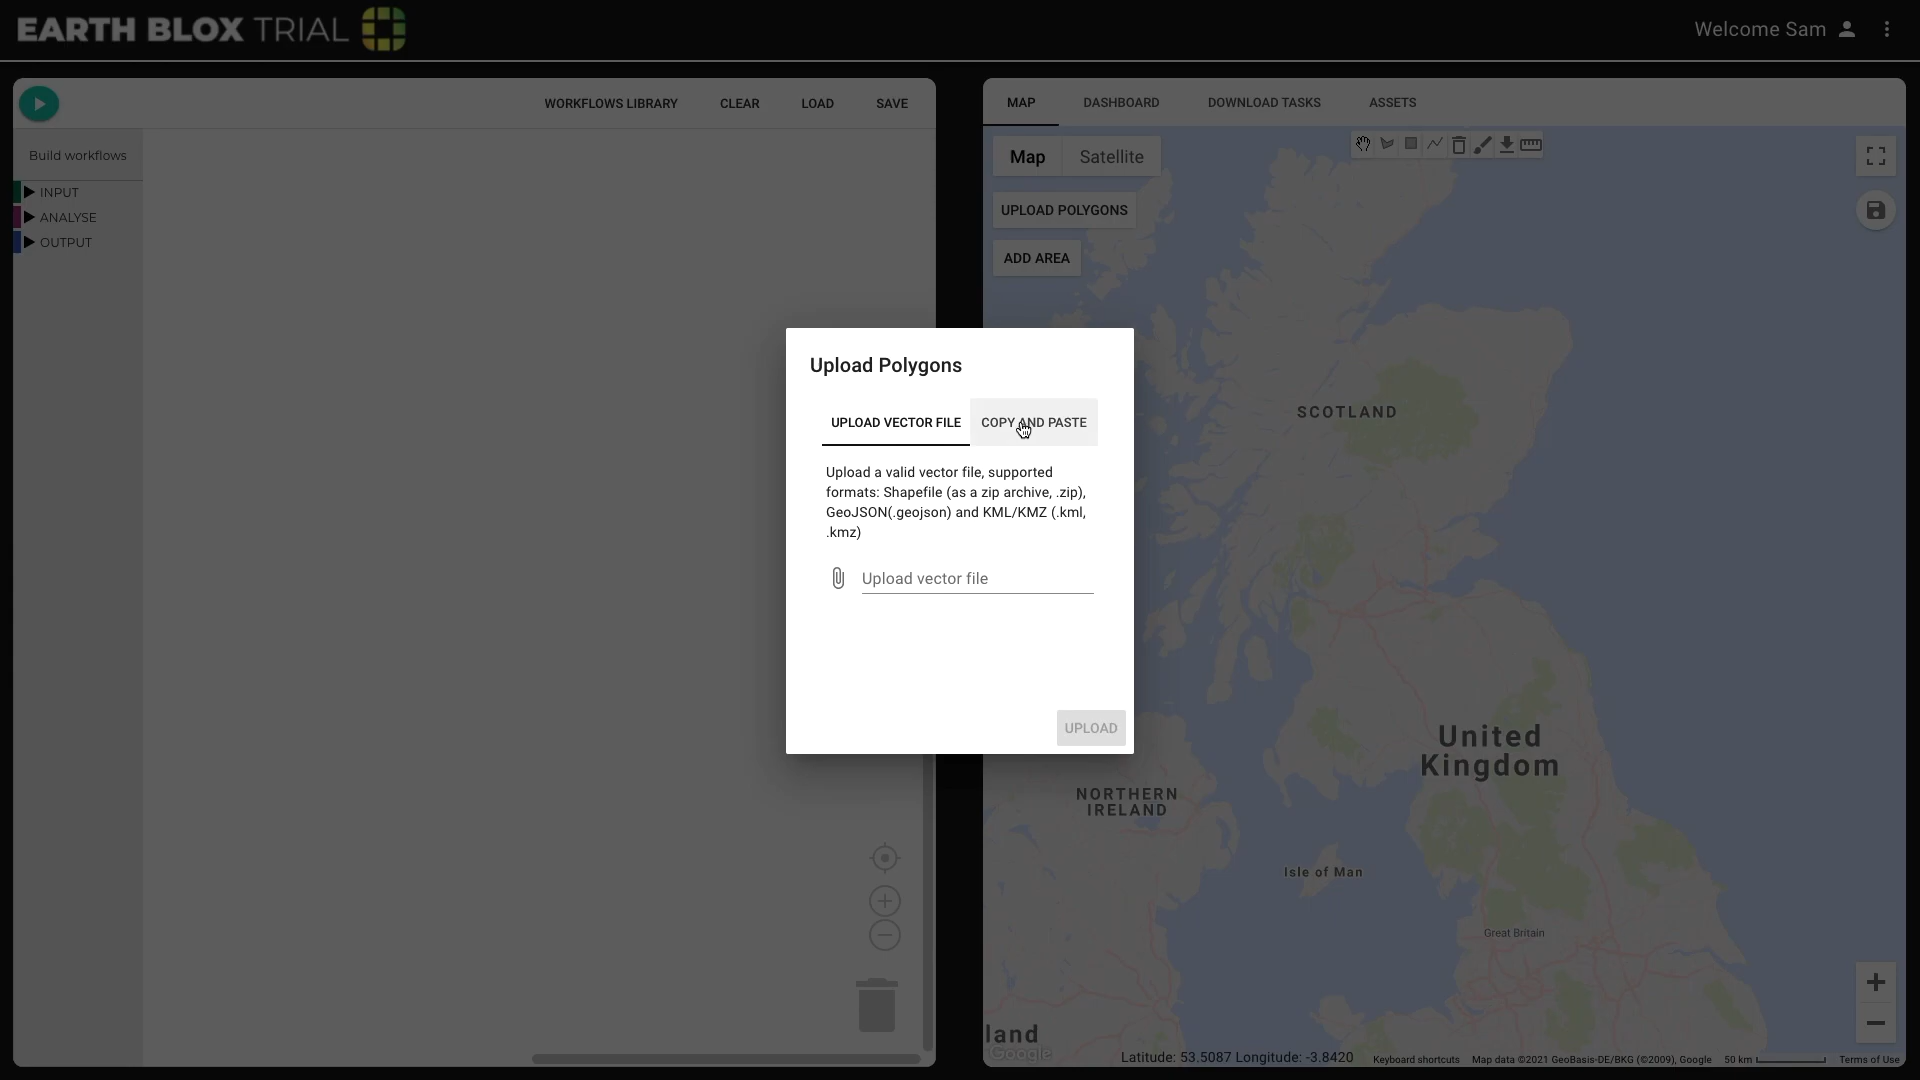 EARTH BLOX TRIAL
Welcome Sam
WORKFLOWS LIBRARY
CLEAR
LOAD
SAVE
Build workflows
INPUT
ANALYSE
OUTPUT
MAP
DASHBOARD
DOWNLOAD TASKS
ASSETS
Map
Satellite
UPLOAD POLYGONS
ADD AREA
Upload Polygons
UPLOAD VECTOR FILE
COPY AND PASTE
Upload a valid vector file, supported
formats: Shapefile (as a zip archive, .zip),
GeoJSON(.geojson) and KML/KMZ (.kml,
.kmz)
Upload vector file
UPLOAD
SCOTLAND
United
Kingdom
NORTHERN
IRELAND
Isle of Man
Great Britain
land
Google
Latitude: 53.5087 Longitude: -3.8420
Keyboard shortcuts
Map data ©2021 GeoBasis-DE/BKG (©2009), Google
50 km
Terms of Use